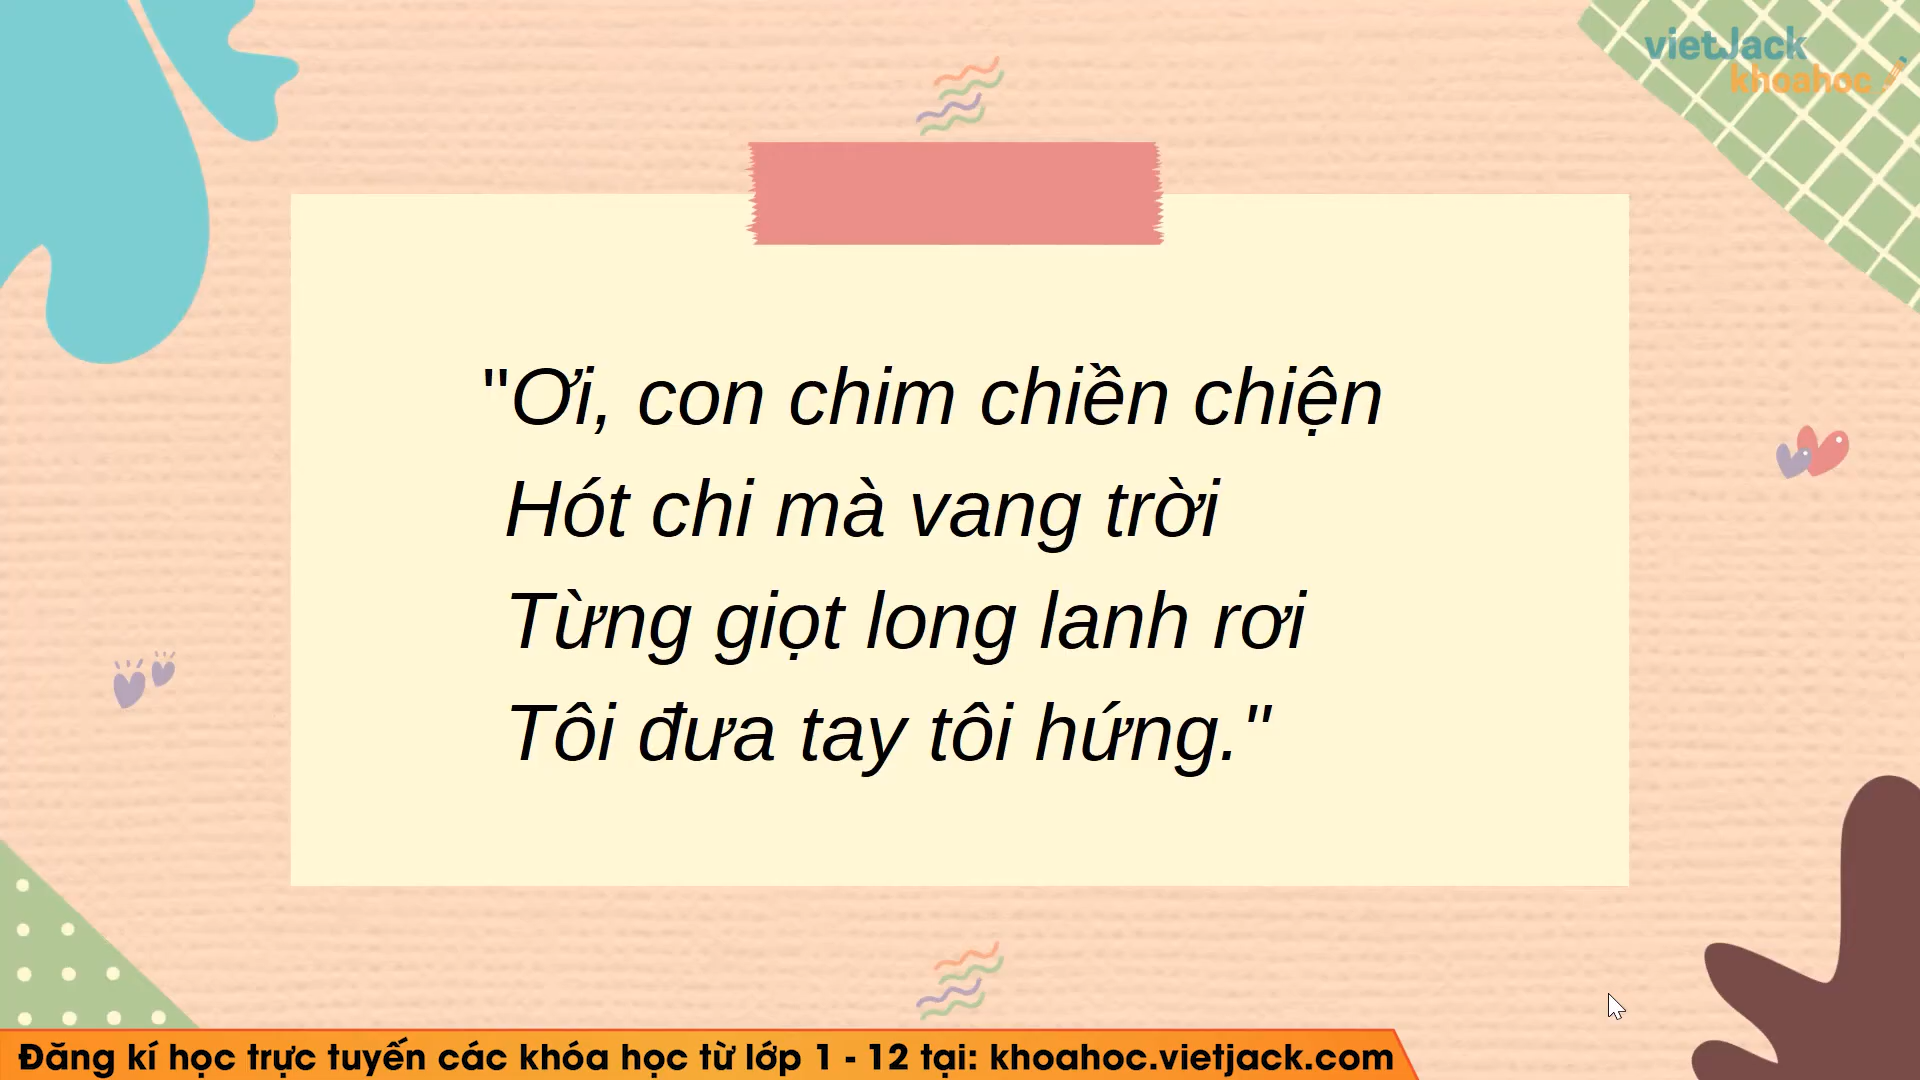 vietJack
khoahoc
"Ơi, con chim chiền chiện
Hót chi mà vang trời
Từng giọt long lanh rơi
Tôi đưa tay tôi hứng."
Đăng kí học trực tuyến các khóa học từ lớp 1 - 12 tại: khoahoc.vietjack.com